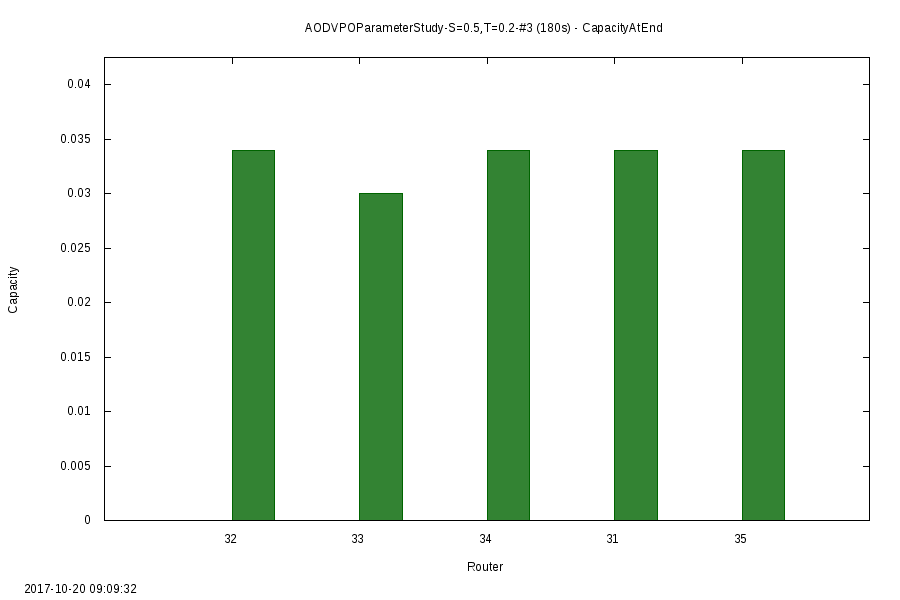 AODVPOParameterStudy-S=0.5,T=0.2-#3 (180s) - CapacityAtEnd
0.04
0.035
0.03
0.025
0.02
0.015
0.01
0.005
0
Capacity
32 33 34 31 35
Router
2017-10-20 09:09:32